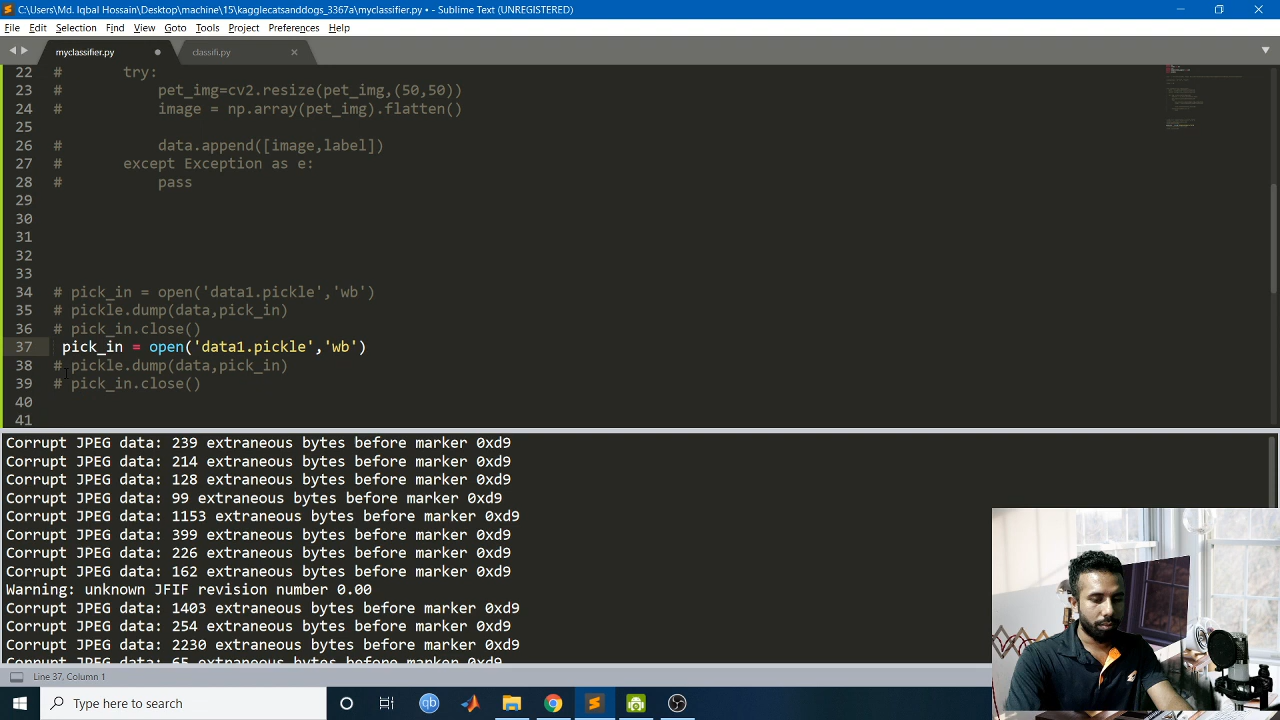 C:\Users\Md. Iqbal Hossain\Desktop\machine\15\kagglecatsanddogs_3367a\myclassifier.py • - Sublime Text (UNREGISTERED)
File Edit Selection Find View Goto Tools Project Preferences Help
myclassifier.py classifi.py
22 # try:
23 # pet_img=cv2.resize(pet_img,(50,50))
24 # image = np.array(pet_img).flatten()
25
26 # data.append([image,label])
27 # except Exception as e:
28 # pass
29
30
31
32
33
34 # pick_in = open('data1.pickle','wb')
35 # pickle.dump(data,pick_in)
36 # pick_in.close()
37 pick_in = open('data1.pickle','wb')
38 # pickle.dump(data,pick_in)
39 # pick_in.close()
40
41
Corrupt JPEG data: 239 extraneous bytes before marker 0xd9
Corrupt JPEG data: 214 extraneous bytes before marker 0xd9
Corrupt JPEG data: 128 extraneous bytes before marker 0xd9
Corrupt JPEG data: 99 extraneous bytes before marker 0xd9
Corrupt JPEG data: 1153 extraneous bytes before marker 0xd9
Corrupt JPEG data: 399 extraneous bytes before marker 0xd9
Corrupt JPEG data: 226 extraneous bytes before marker 0xd9
Corrupt JPEG data: 162 extraneous bytes before marker 0xd9
Warning: unknown JFIF revision number 0.00
Corrupt JPEG data: 1403 extraneous bytes before marker 0xd9
Corrupt JPEG data: 254 extraneous bytes before marker 0xd9
Corrupt JPEG data: 2230 extraneous bytes before marker 0xd9
Corrupt JPEG data: 65 extraneous bytes before marker 0xd9
Line 37, Column 1
Type here to search